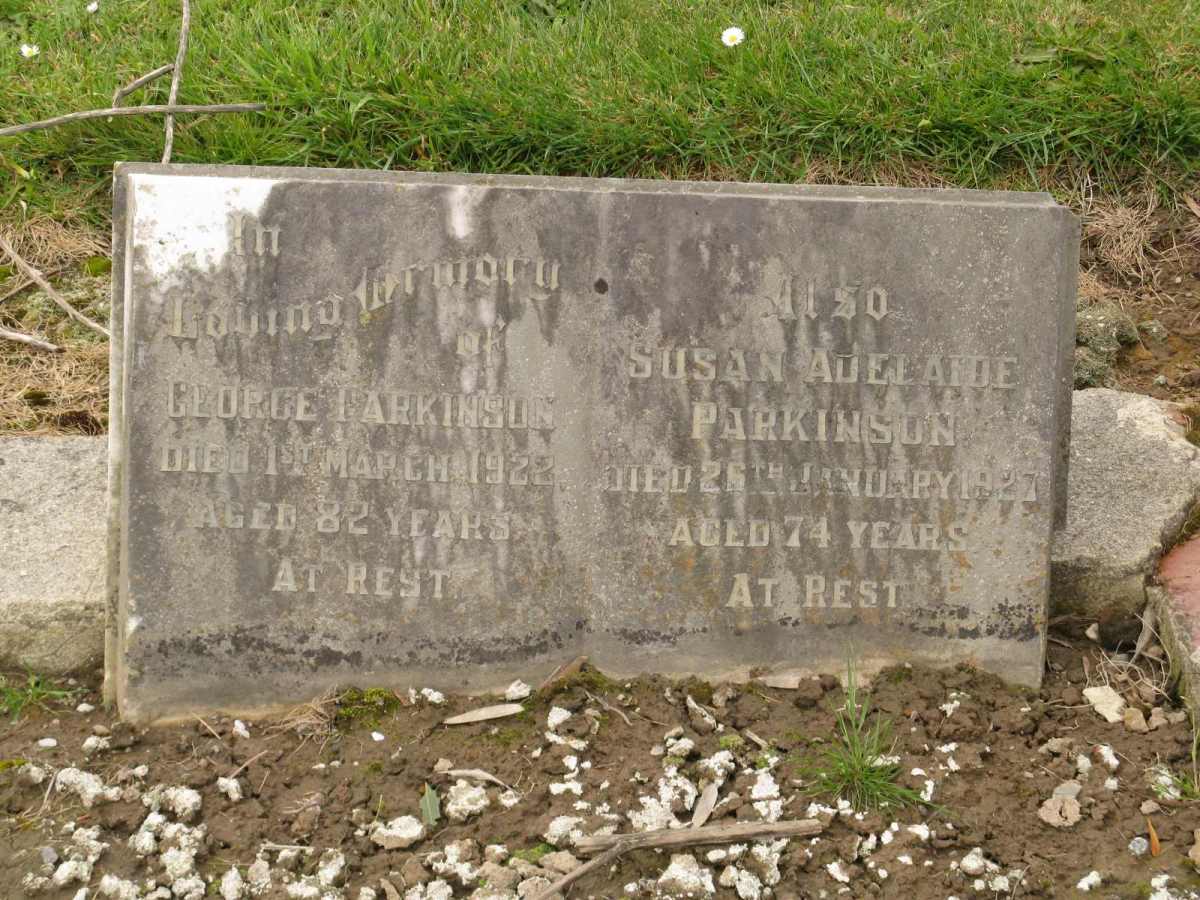 In
Loving Memory
of
GEORGE PARKINSON
DIED 1ST MARCH 1922
AGED 82 YEARS
AT REST.
Also
SUSAN ADELAIDE
PARKINSON
DIED 26TH JANUARY 1927
AGED 74 YEARS
AT REST